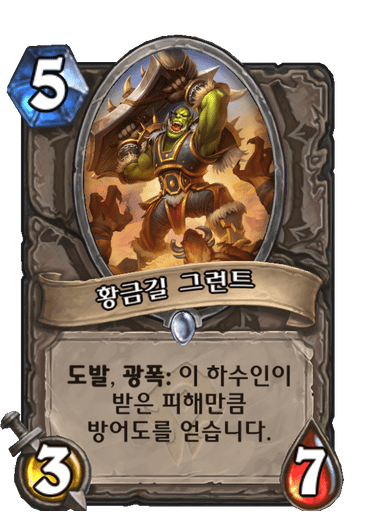 5
황금길 그런트
도발, 광폭: 이 하수인이
받은 피해만큼
방어도를 얻습니다.
3
7